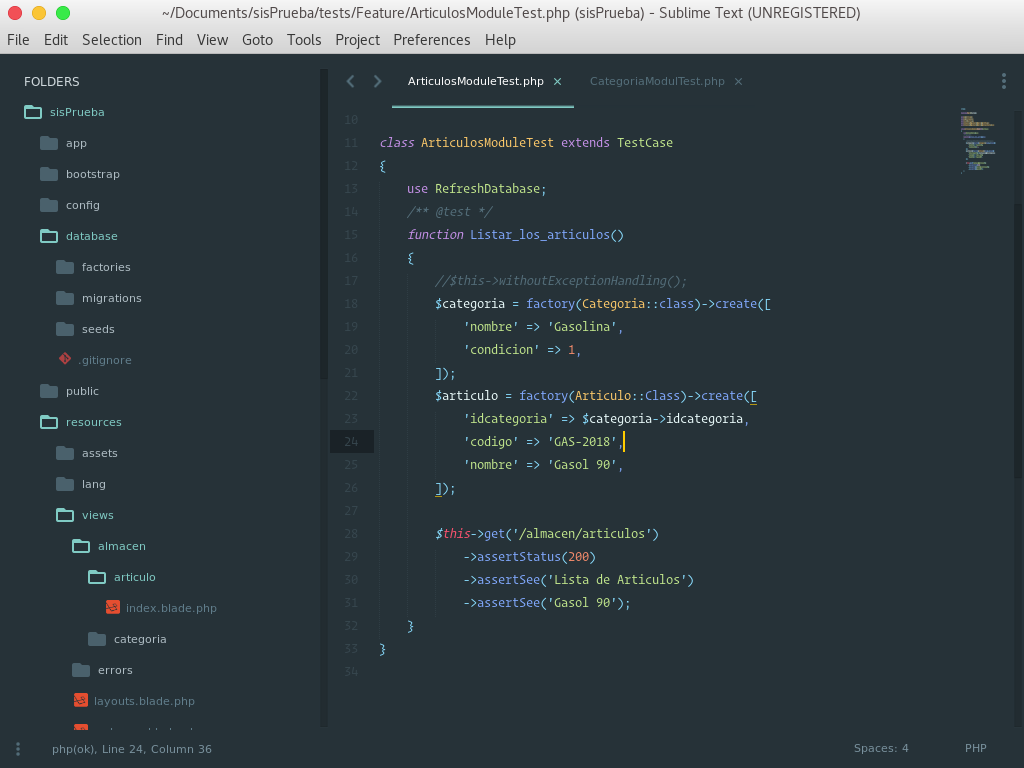 ~/Documents/sisPrueba/tests/Feature/ArticulosModuleTest.php (sisPrueba) - Sublime Text (UNREGISTERED)
File Edit Selection Find View Goto Tools Project Preferences Help
FOLDERS
sisPrueba
app
bootstrap
config
database
factories
migrations
seeds
.gitignore
public
resources
assets
lang
views
almacen
articulo
index.blade.php
categoria
errors
layouts.blade.php
ArticulosModuleTest.php × CategoriaModulTest.php ×
10
11 class ArticulosModuleTest extends TestCase
12 {
13 use RefreshDatabase;
14 /** @test */
15 function Listar_los_articulos()
16 {
17 //$this->withoutExceptionHandling();
18 $categoria = factory(Categoria::class)->create([
19 'nombre' => 'Gasolina',
20 'condicion' => 1,
21 ]);
22 $articulo = factory(Articulo::Class)->create([
23 'idcategoria' => $categoria->idcategoria,
24 'codigo' => 'GAS-2018',
25 'nombre' => 'Gasol 90',
26 ]);
27
28 $this->get('/almacen/articulos')
29 ->assertStatus(200)
30 ->assertSee('Lista de Articulos')
31 ->assertSee('Gasol 90');
32 }
33 }
34
php(ok), Line 24, Column 36 Spaces: 4 PHP